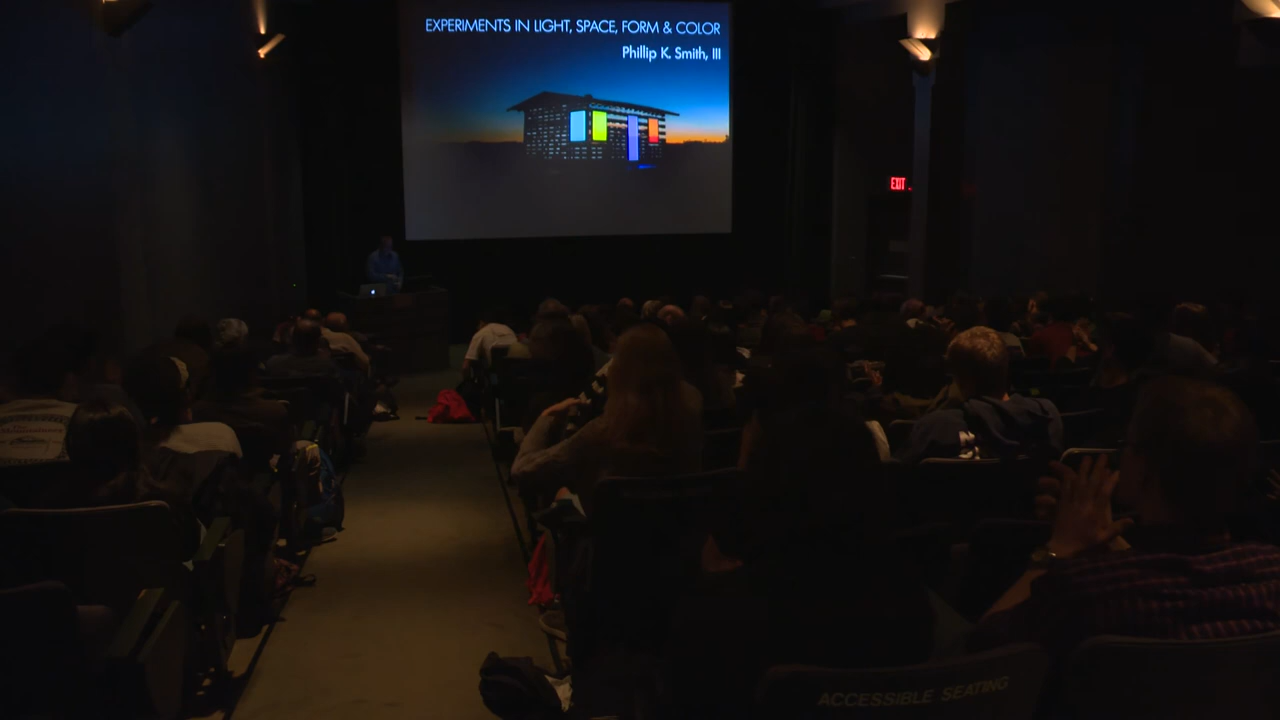 EXPERIMENTS IN LIGHT, SPACE, FORM & COLOR
Phillip K. Smith, III
EXIT
ACCESSIBLE SEATING